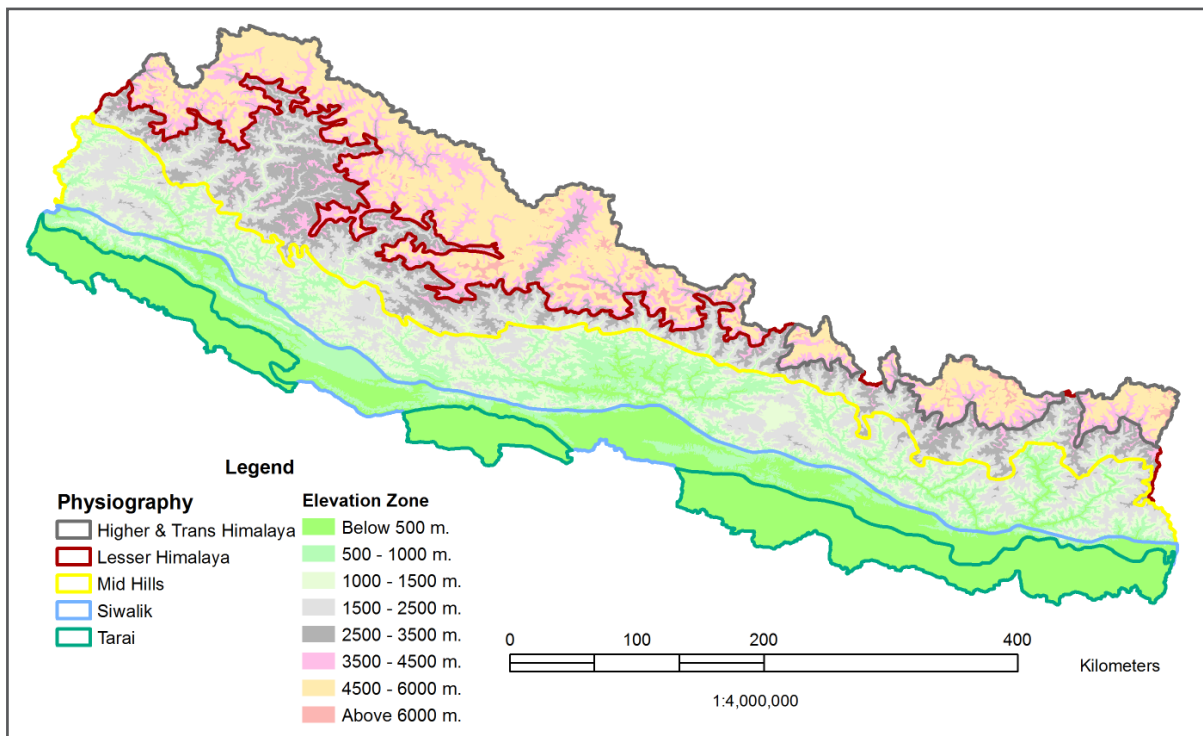 Legend
Physiography
Higher & Trans Himalaya
Lesser Himalaya
Mid Hills
Siwalik
Tarai
Elevation Zone
Below 500 m.
500 - 1000 m.
1000 - 1500 m.
1500 - 2500 m.
2500 - 3500 m.
3500 - 4500 m.
4500 - 6000 m.
Above 6000 m.
0 100 200 400
Kilometers
1:4,000,000